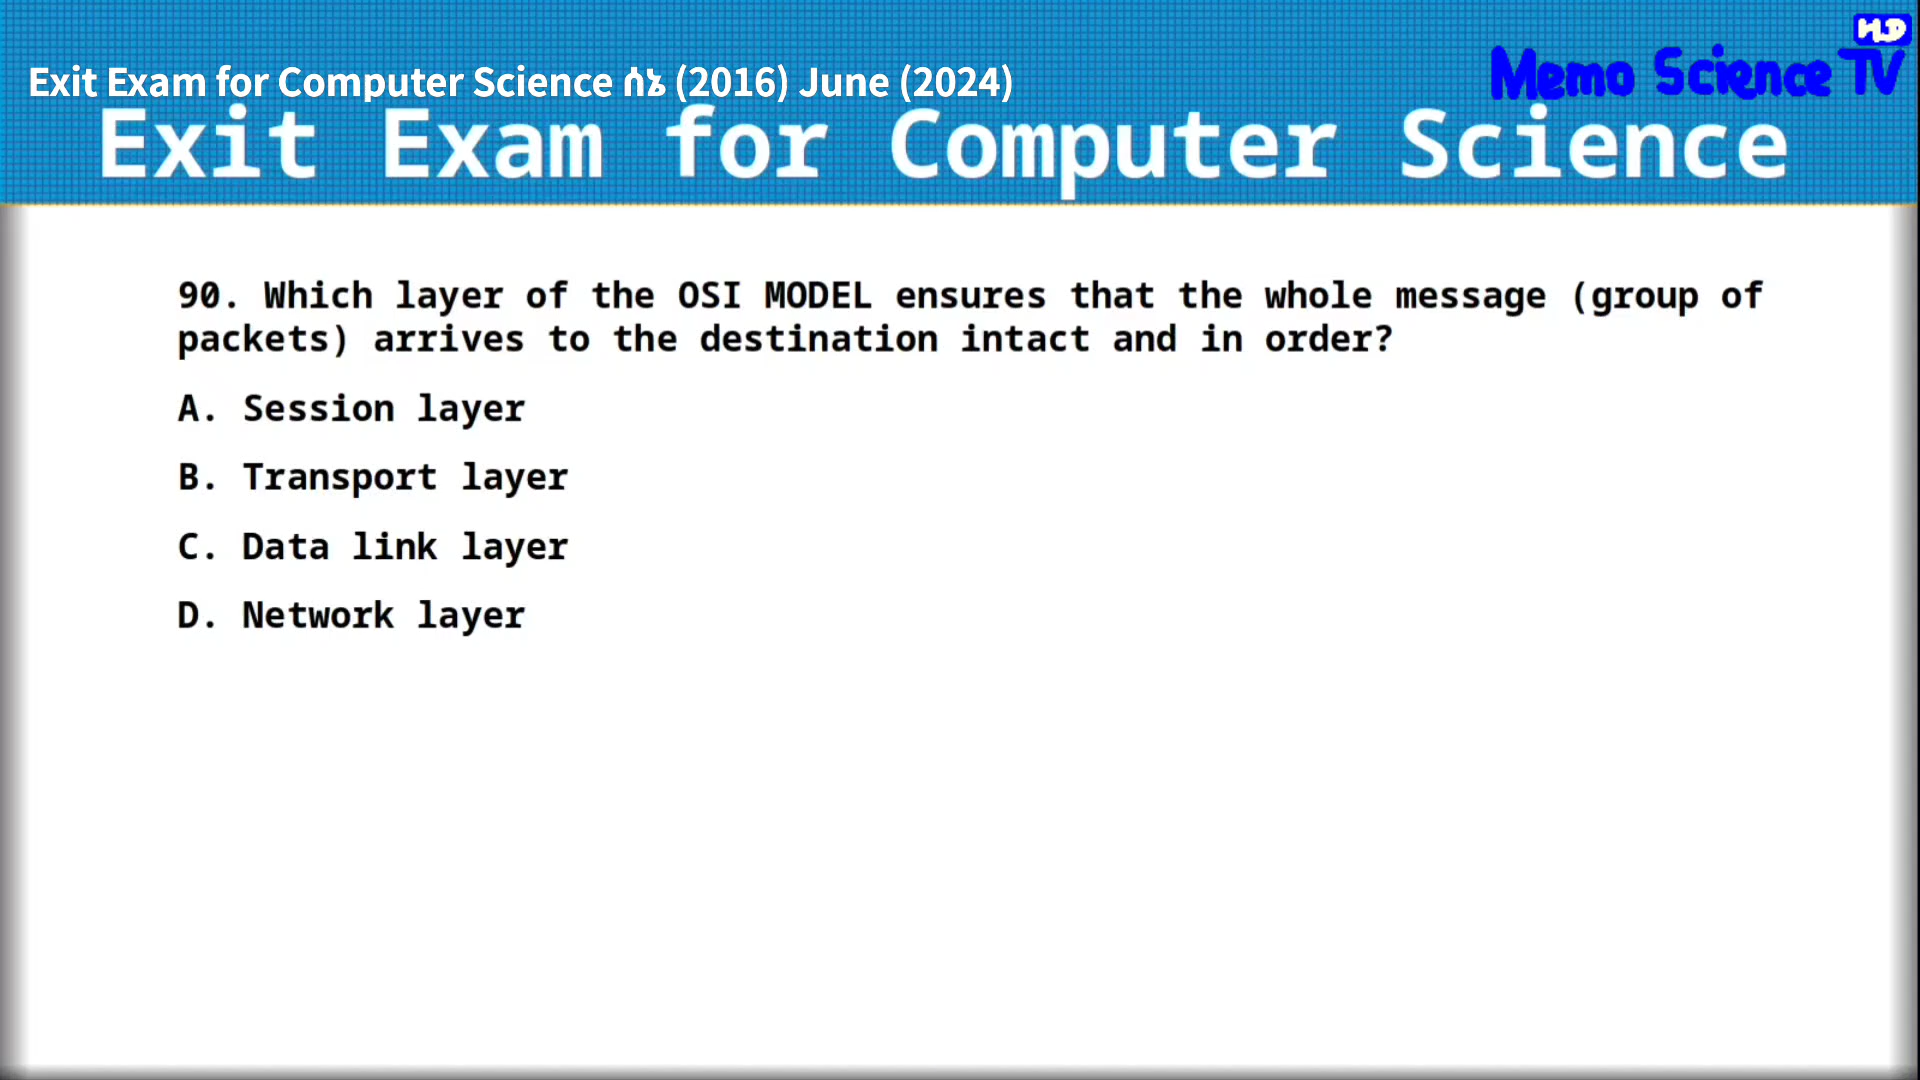 HD
Memo Science TV
Exit Exam for Computer Science ሰኔ (2016) June (2024)
Exit Exam for Computer Science
90. Which layer of the OSI MODEL ensures that the whole message (group of
packets) arrives to the destination intact and in order?
A. Session layer
B. Transport layer
C. Data link layer
D. Network layer